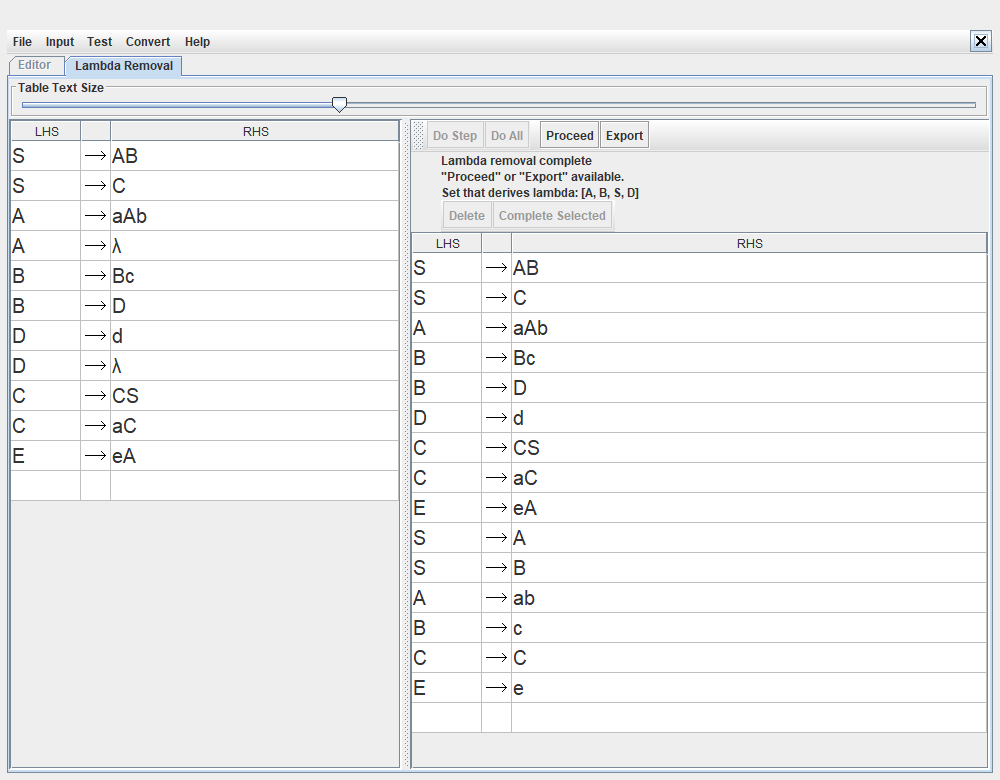 File Input Test Convert Help
Editor Lambda Removal
Table Text Size
LHS RHS
S → AB
S → C
A → aAb
A → λ
B → Bc
B → D
D → d
D → λ
C → CS
C → aC
E → eA
Do Step Do All Proceed Export
Lambda removal complete
"Proceed" or "Export" available.
Set that derives lambda: [A, B, S, D]
Delete Complete Selected
LHS RHS
S → AB
S → C
A → aAb
B → Bc
B → D
D → d
C → CS
C → aC
E → eA
S → A
S → B
A → ab
B → c
C → C
E → e